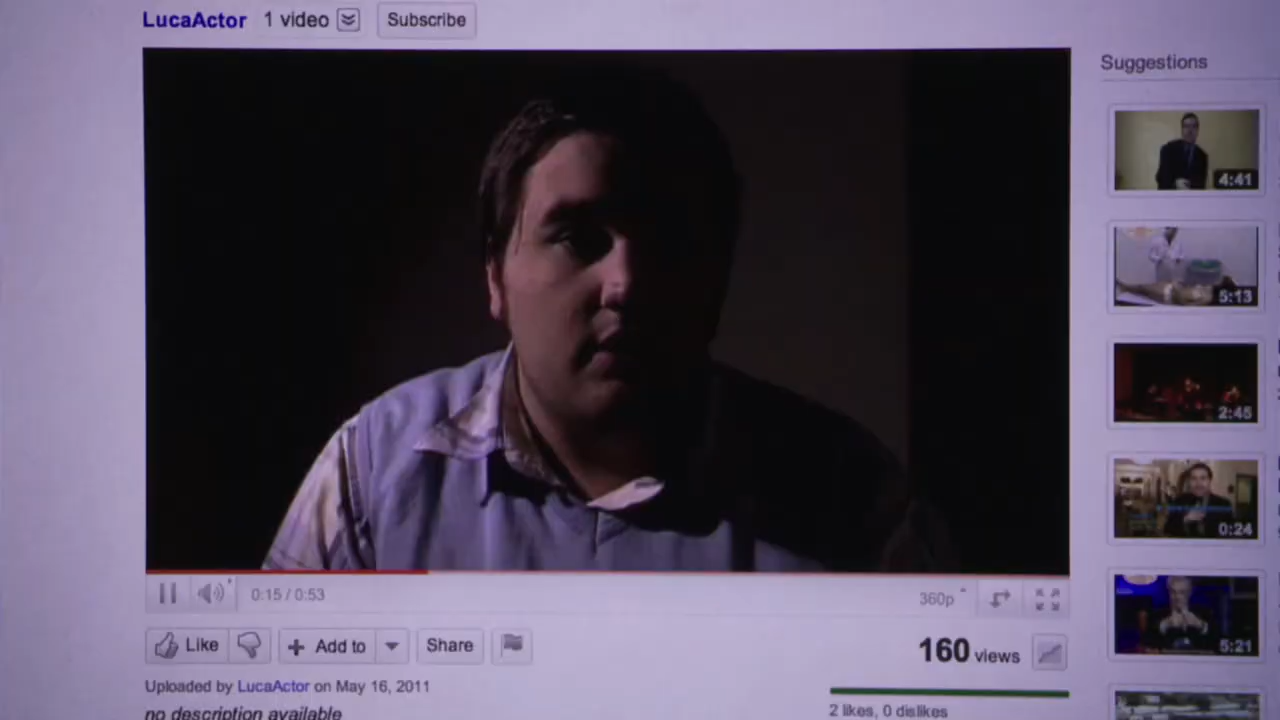 LucaActor 1 video Subscribe
Suggestions
4:41
5:13
2:45
0:24
5:21
0:15 / 0:53
360p
Like Add to Share
160 views
Uploaded by LucaActor on May 16, 2011
no description available
2 likes, 0 dislikes